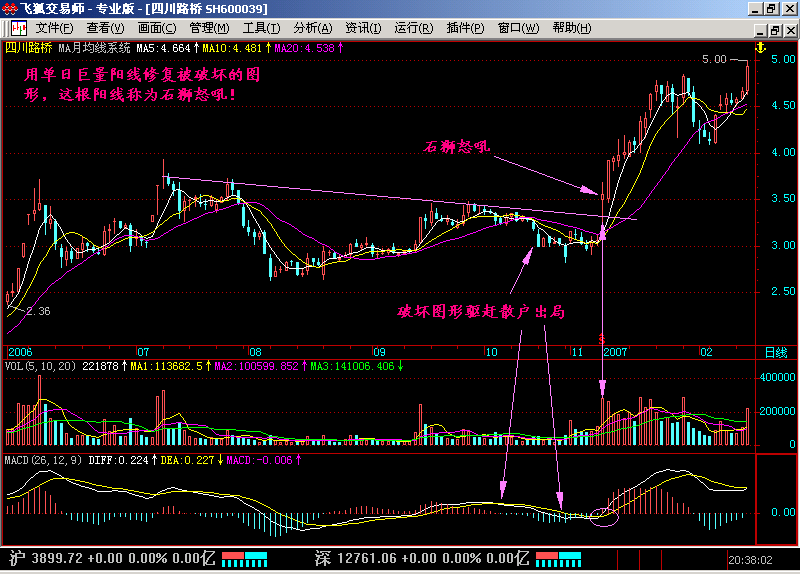 飞狐交易师 - 专业版 - [四川路桥 SH600039]
文件(F) 查看(V) 画面(C) 管理(M) 工具(T) 分析(A) 资讯(I) 运行(R) 插件(P) 窗口(W) 帮助(H)
四川路桥 MA月均线系统 MA5:4.664↑MA10:4.481↑MA20:4.538↑
用单日巨量阳线修复被破坏的图
形，这根阳线称为石狮怒吼！
5.00
5.00
4.50
石狮怒吼
4.00
3.50
3.00
2.50
2.36
破坏图形驱赶散户出局
2006 07 08 09 10 11 2007 02 日线
VOL(5,10,20) 221878↑MA1:113682.5↑MA2:100599.852↑MA3:141006.406↓
400000
200000
0
MACD(26,12,9) DIFF:0.224↑DEA:0.227↓MACD:-0.006↑
0.00
沪 3899.72 +0.00 0.00% 0.00亿 深 12761.06 +0.00 0.00% 0.00亿 20:38:02